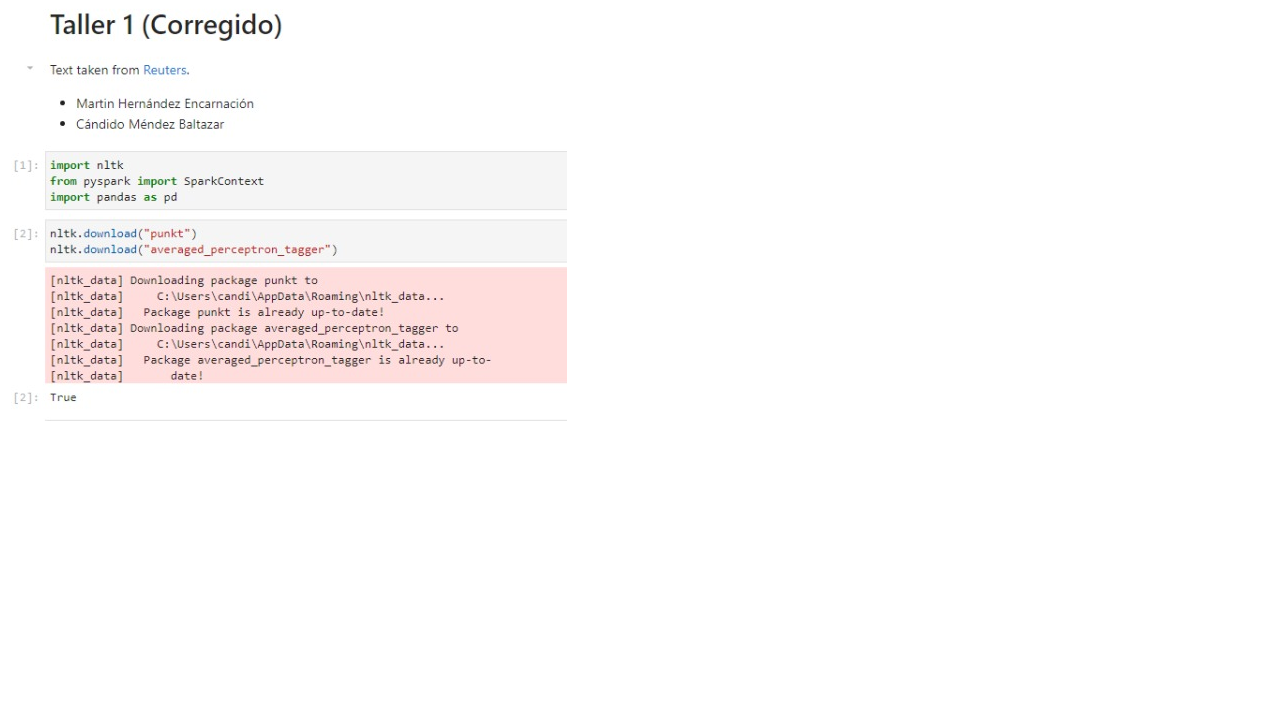 Taller 1 (Corregido)
Text taken from Reuters.
• Martin Hernández Encarnación
• Cándido Méndez Baltazar
[1]: import nltk
from pyspark import SparkContext
import pandas as pd
[2]: nltk.download("punkt")
nltk.download("averaged_perceptron_tagger")
[nltk_data] Downloading package punkt to
[nltk_data]     C:\Users\candi\AppData\Roaming\nltk_data...
[nltk_data]   Package punkt is already up-to-date!
[nltk_data] Downloading package averaged_perceptron_tagger to
[nltk_data]     C:\Users\candi\AppData\Roaming\nltk_data...
[nltk_data]   Package averaged_perceptron_tagger is already up-to-
[nltk_data]       date!
[2]: True